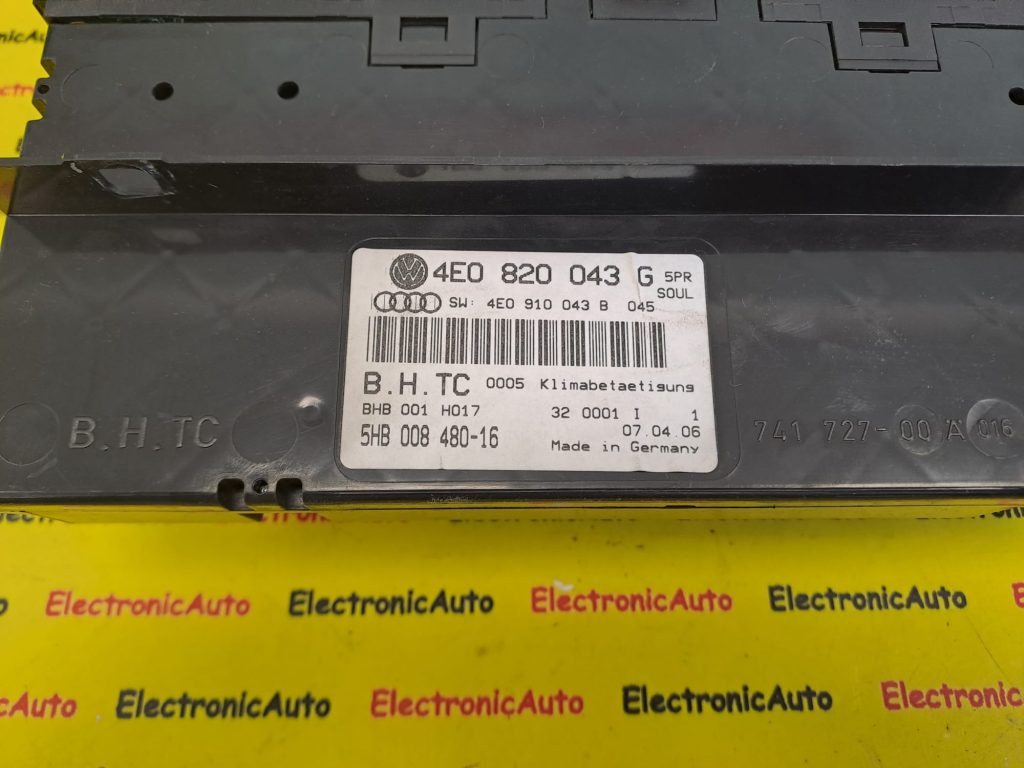 ElectronicAuto
4E0 820 043 G 5PR
SOUL
SW: 4E0 910 043 B 045
B.H.TC 0005 Klimabetaetigung
BHB 001 H017 32 0001 I 1
5HB 008 480-16 07.04.06
Made in Germany
B.H.TC
741 727-00 A 016
ElectronicAuto ElectronicAuto ElectronicAuto ElectronicAuto
ElectronicAuto ElectronicAuto ElectronicAuto ElectronicAuto